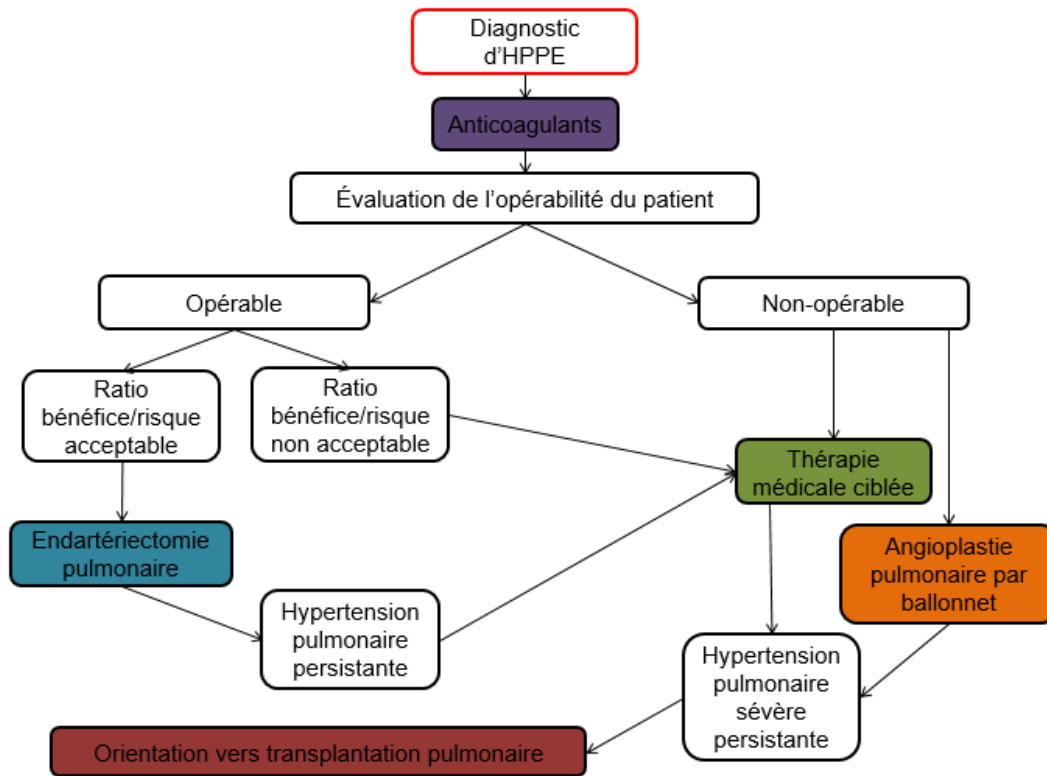 Diagnostic
d'HPPE
Anticoagulants
Évaluation de l'opérabilité du patient
Opérable
Non-opérable
Ratio
bénéfice/risque
acceptable
Ratio
bénéfice/risque
non acceptable
Thérapie
médicale ciblée
Endartériectomie
pulmonaire
Angioplastie
pulmonaire par
ballonnet
Hypertension
pulmonaire
persistante
Hypertension
pulmonaire
sévère
persistante
Orientation vers transplantation pulmonaire